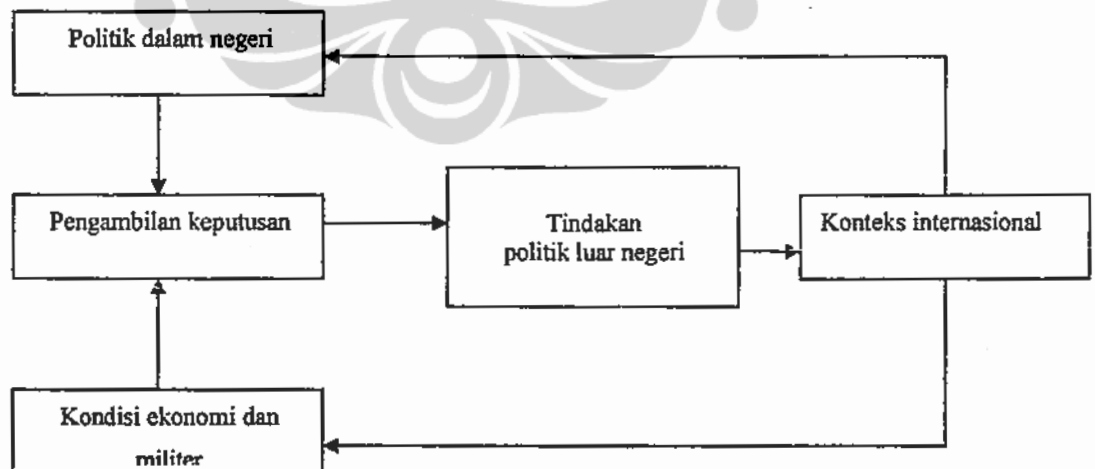 Politik dalam negeri
Pengambilan keputusan
Tindakan
politik luar negeri
Konteks internasional
Kondisi ekonomi dan
militer